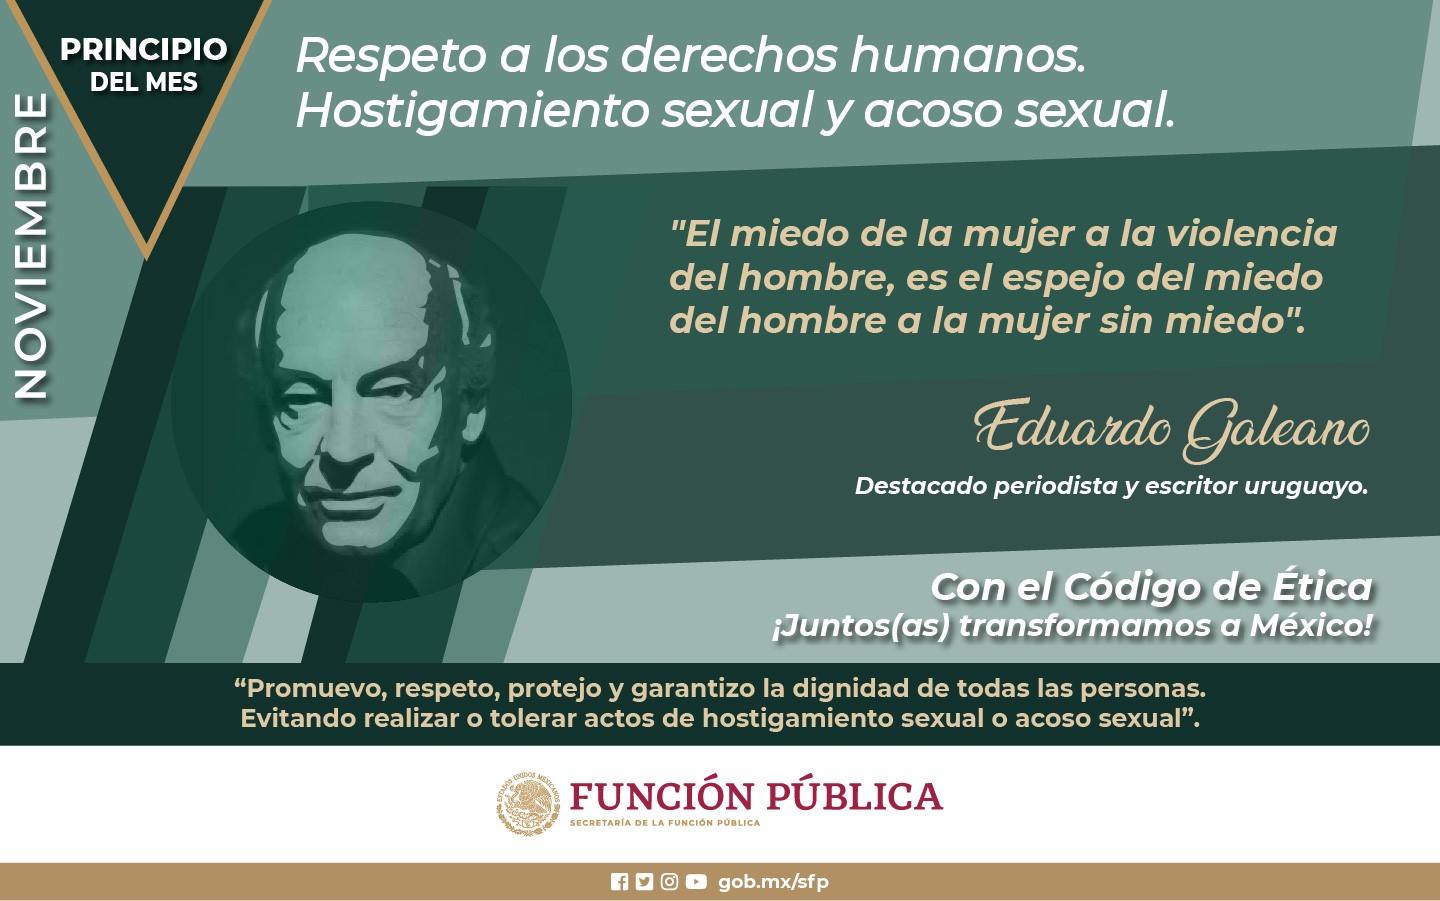 PRINCIPIO
DEL MES
NOVIEMBRE
Respeto a los derechos humanos.
Hostigamiento sexual y acoso sexual.
"El miedo de la mujer a la violencia
del hombre, es el espejo del miedo
del hombre a la mujer sin miedo".
Eduardo Galeano
Destacado periodista y escritor uruguayo.
Con el Código de Ética
¡Juntos(as) transformamos a México!
“Promuevo, respeto, protejo y garantizo la dignidad de todas las personas.
Evitando realizar o tolerar actos de hostigamiento sexual o acoso sexual”.
ESTADOS UNIDOS MEXICANOS
FUNCIÓN PÚBLICA
SECRETARÍA DE LA FUNCIÓN PÚBLICA
gob.mx/sfp